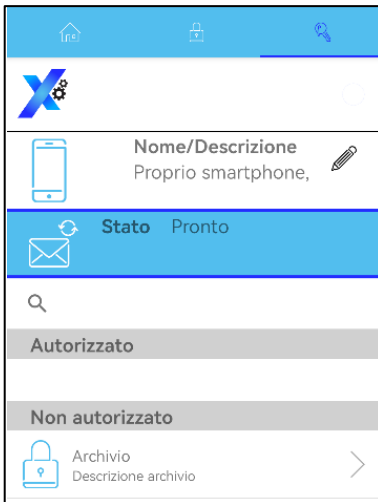 Nome/Descrizione
Proprio smartphone,
Stato Pronto
Autorizzato
Non autorizzato
Archivio
Descrizione archivio